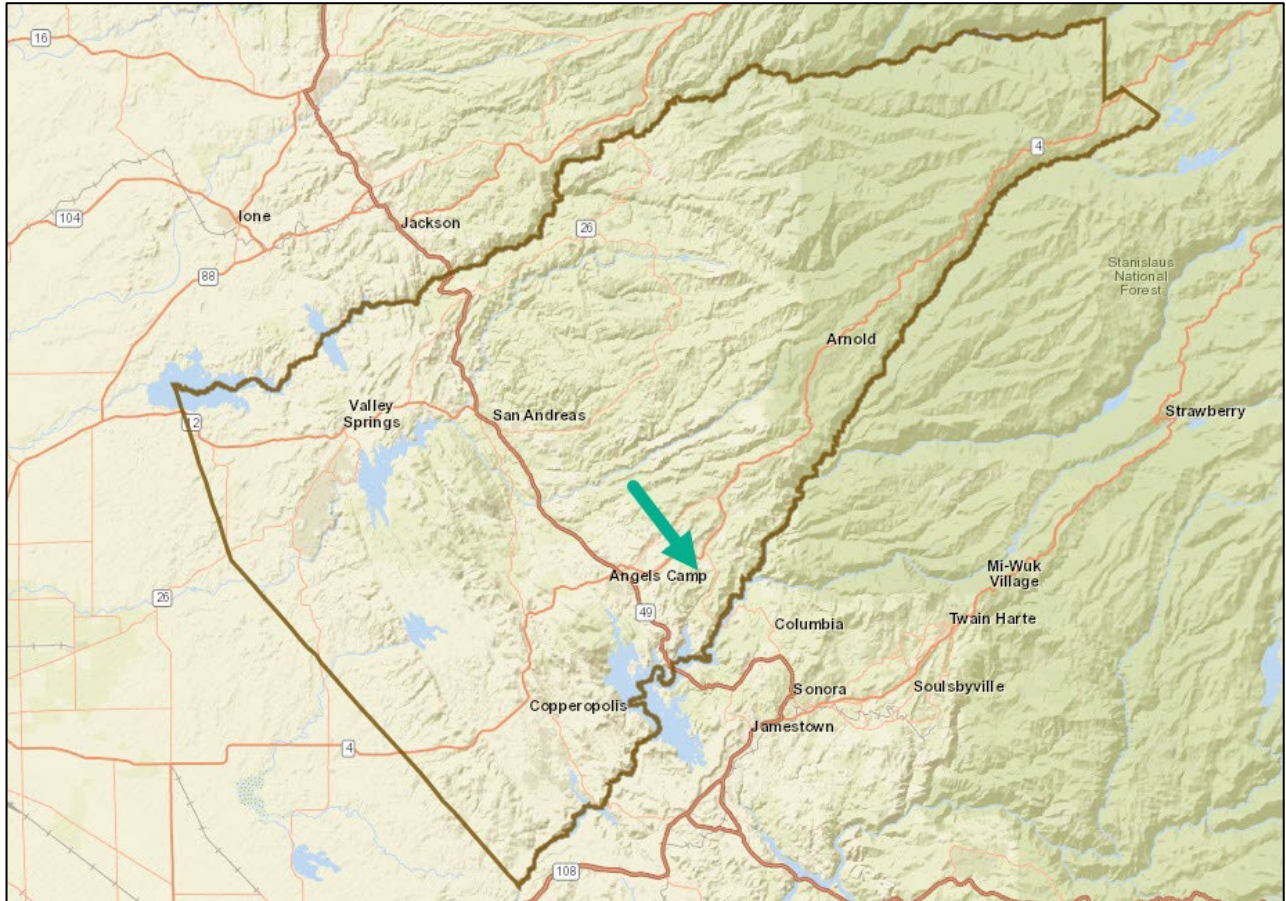 16
4
Ione
104
Jackson
26
88
Stanislaus
National
Forest
Arnold
Valley
Springs
12
San Andreas
Strawberry
Angels Camp
Mi-Wuk
Village
26
49
Columbia
Twain Harte
Copperopolis
Sonora
Soulsbyville
Jamestown
4
108